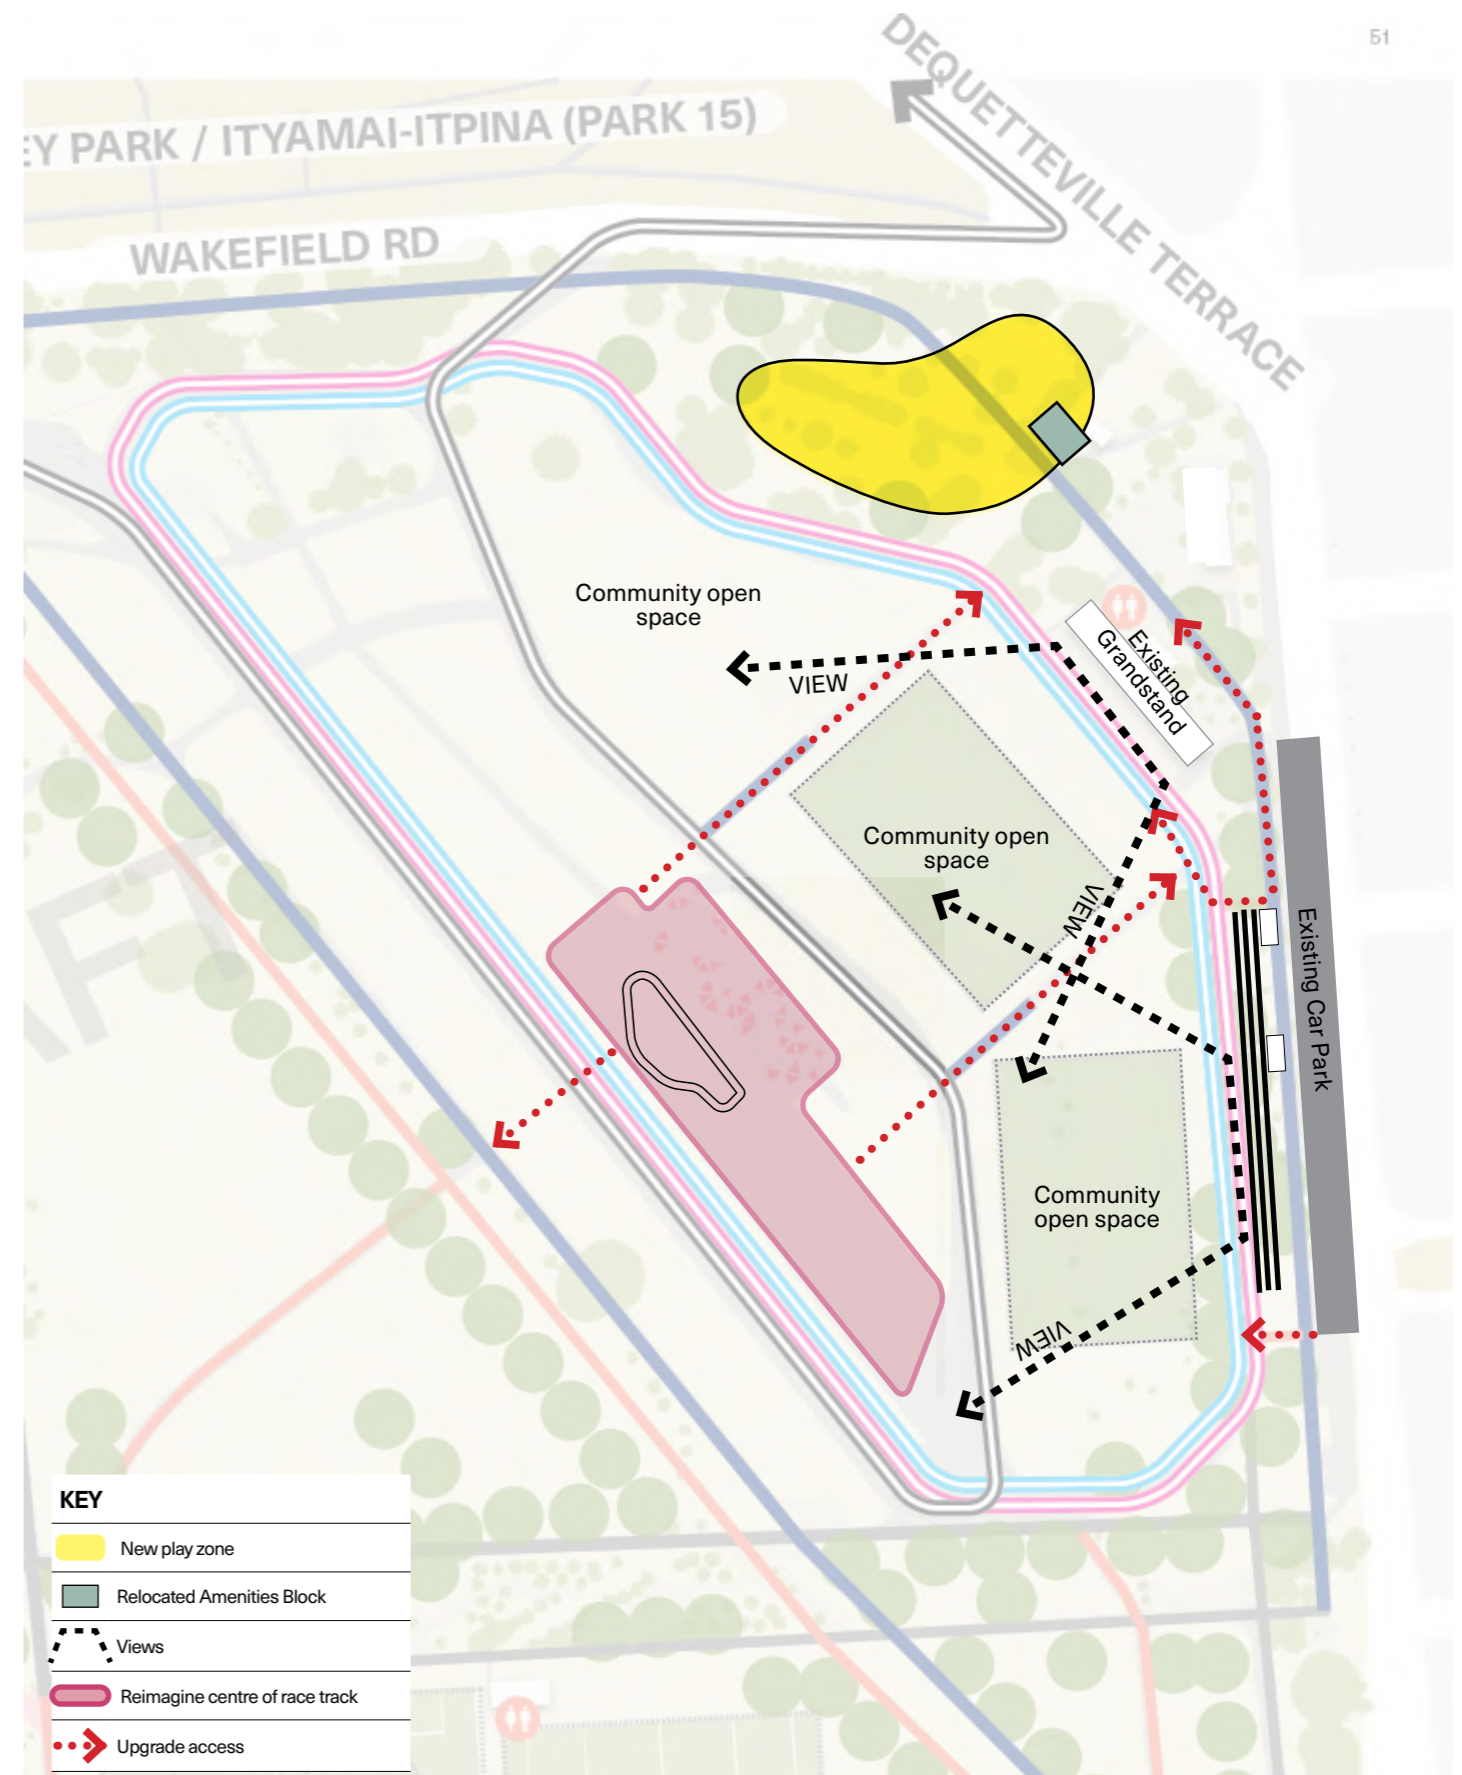 51
DEQUETTEVILLE TERRACE
EY PARK / ITYAMAI-ITPINA (PARK 15)
WAKEFIELD RD
Community open
space
VIEW
Existing
Grandstand
Community open
space
VIEW
Existing Car Park
Community
open space
VIEW
AFT
KEY
New play zone
Relocated Amenities Block
Views
Reimagine centre of race track
Upgrade access